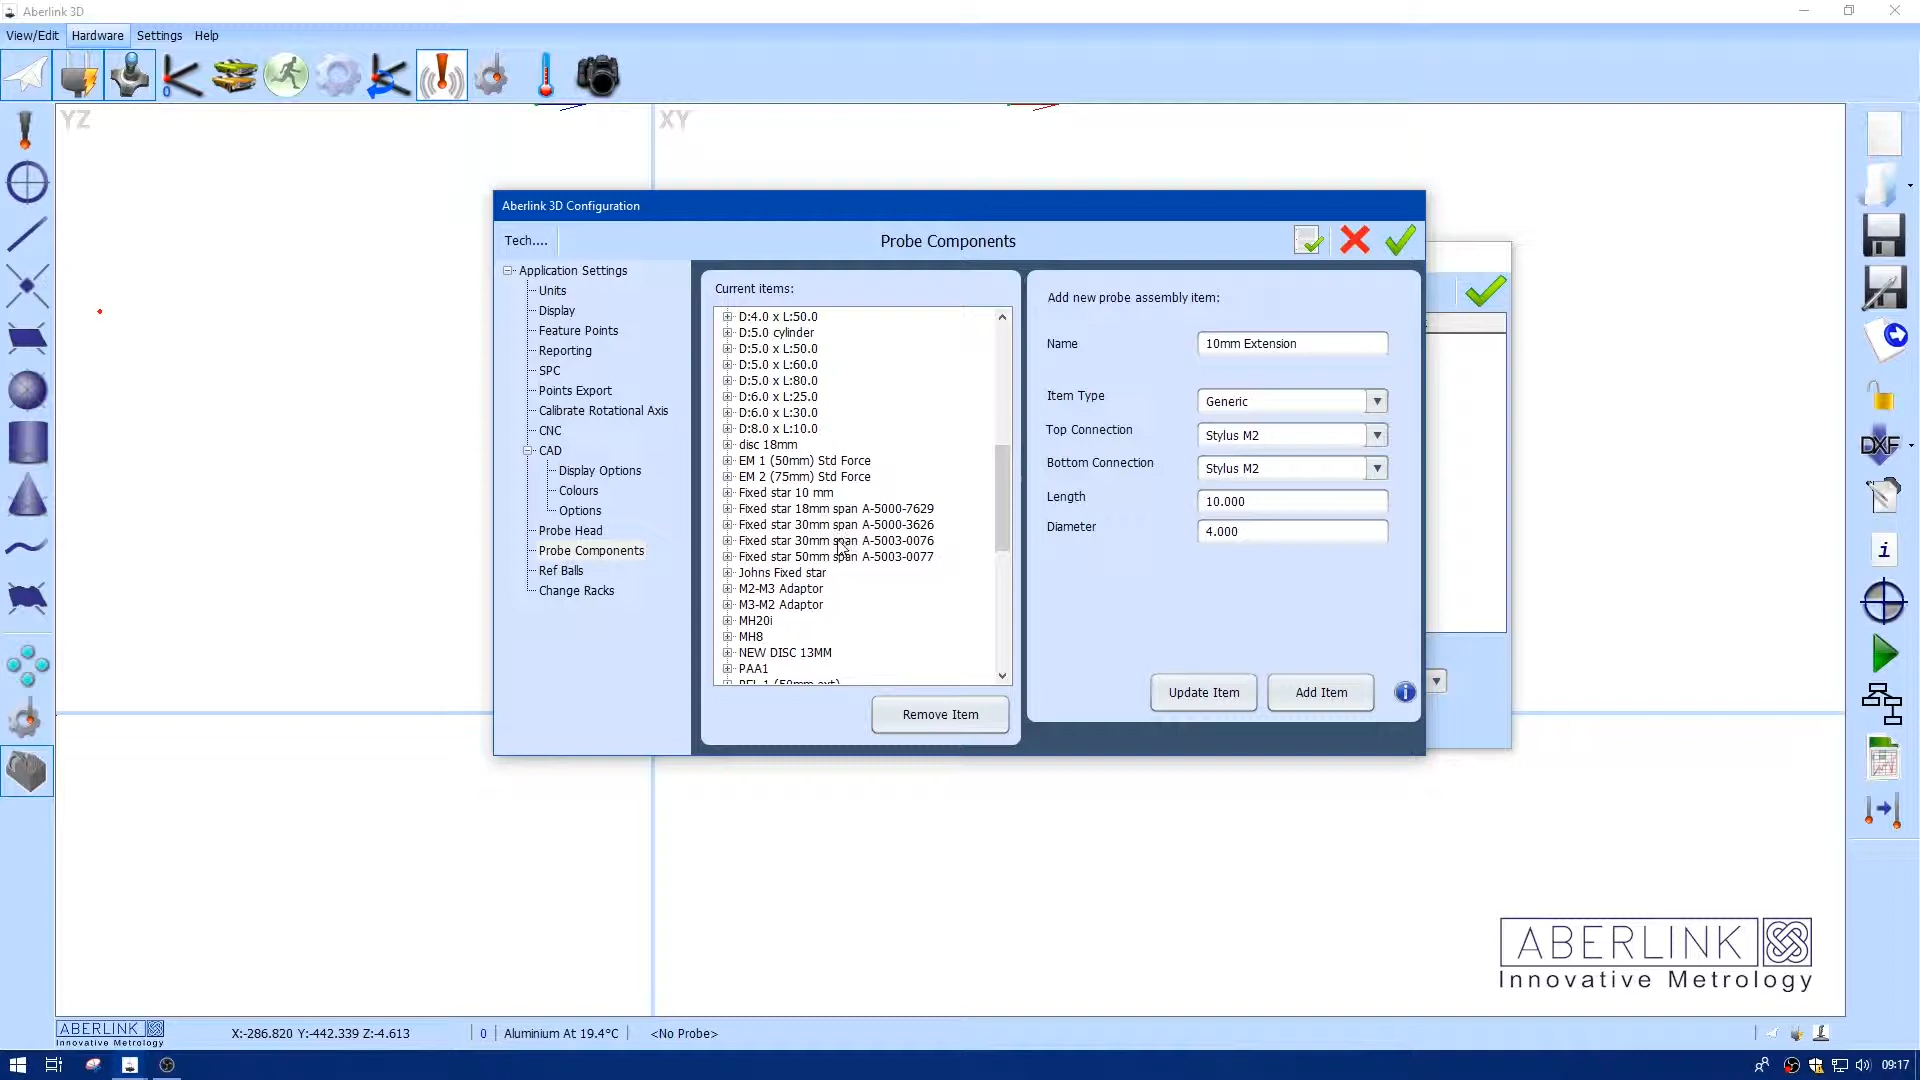 Aberlink 3D
View/Edit Hardware Settings Help
YZ
XY
Aberlink 3D Configuration
Tech....
Probe Components
Application Settings
Units
Display
Feature Points
Reporting
SPC
Points Export
Calibrate Rotational Axis
CNC
CAD
Display Options
Colours
Options
Probe Head
Probe Components
Ref Balls
Change Racks
Current items:
D:4.0 x L:50.0
D:5.0 cylinder
D:5.0 x L:50.0
D:5.0 x L:60.0
D:5.0 x L:80.0
D:6.0 x L:25.0
D:6.0 x L:30.0
D:8.0 x L:10.0
disc 18mm
EM 1 (50mm) Std Force
EM 2 (75mm) Std Force
Fixed star 10 mm
Fixed star 18mm span A-5000-7629
Fixed star 30mm span A-5000-3626
Fixed star 30mm span A-5003-0076
Fixed star 50mm span A-5003-0077
Johns Fixed star
M2-M3 Adaptor
M3-M2 Adaptor
MH20i
MH8
NEW DISC 13MM
PAA1
Remove Item
Add new probe assembly item:
Name 10mm Extension
Item Type Generic
Top Connection Stylus M2
Bottom Connection Stylus M2
Length 10.000
Diameter 4.000
Update Item Add Item
DXF
ABERLINK
Innovative Metrology
ABERLINK
Innovative Metrology
X:-286.820 Y:-442.339 Z:-4.613
0
Aluminium At 19.4°C
<No Probe>
09:17